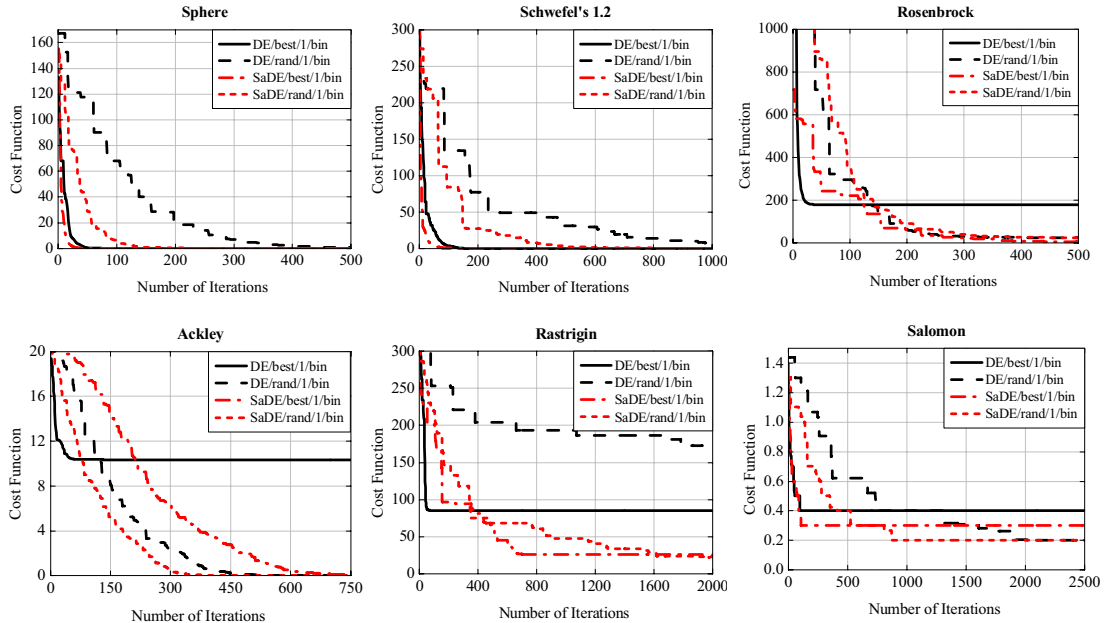 Sphere
170
160
140
120
100
80
60
40
20
0
0 100 200 300 400 500
Cost Function
Number of Iterations
DE/best/1/bin
DE/rand/1/bin
SaDE/best/1/bin
SaDE/rand/1/bin
Schwefel's 1.2
300
250
200
150
100
50
0
0 200 400 600 800 1000
Cost Function
Number of Iterations
DE/best/1/bin
DE/rand/1/bin
SaDE/best/1/bin
SaDE/rand/1/bin
Rosenbrock
1000
800
600
400
200
0
0 100 200 300 400 500
Cost Function
Number of Iterations
DE/best/1/bin
DE/rand/1/bin
SaDE/best/1/bin
SaDE/rand/1/bin
Ackley
20
16
12
8
4
0
0 150 300 450 600 750
Cost Function
Number of Iterations
DE/best/1/bin
DE/rand/1/bin
SaDE/best/1/bin
SaDE/rand/1/bin
Rastrigin
300
250
200
150
100
50
0
0 400 800 1200 1600 2000
Cost Function
Number of Iterations
DE/best/1/bin
DE/rand/1/bin
SaDE/best/1/bin
SaDE/rand/1/bin
Salomon
1.4
1.2
1.0
0.8
0.6
0.4
0.2
0.0
0 500 1000 1500 2000 2500
Cost Function
Number of Iterations
DE/best/1/bin
DE/rand/1/bin
SaDE/best/1/bin
SaDE/rand/1/bin